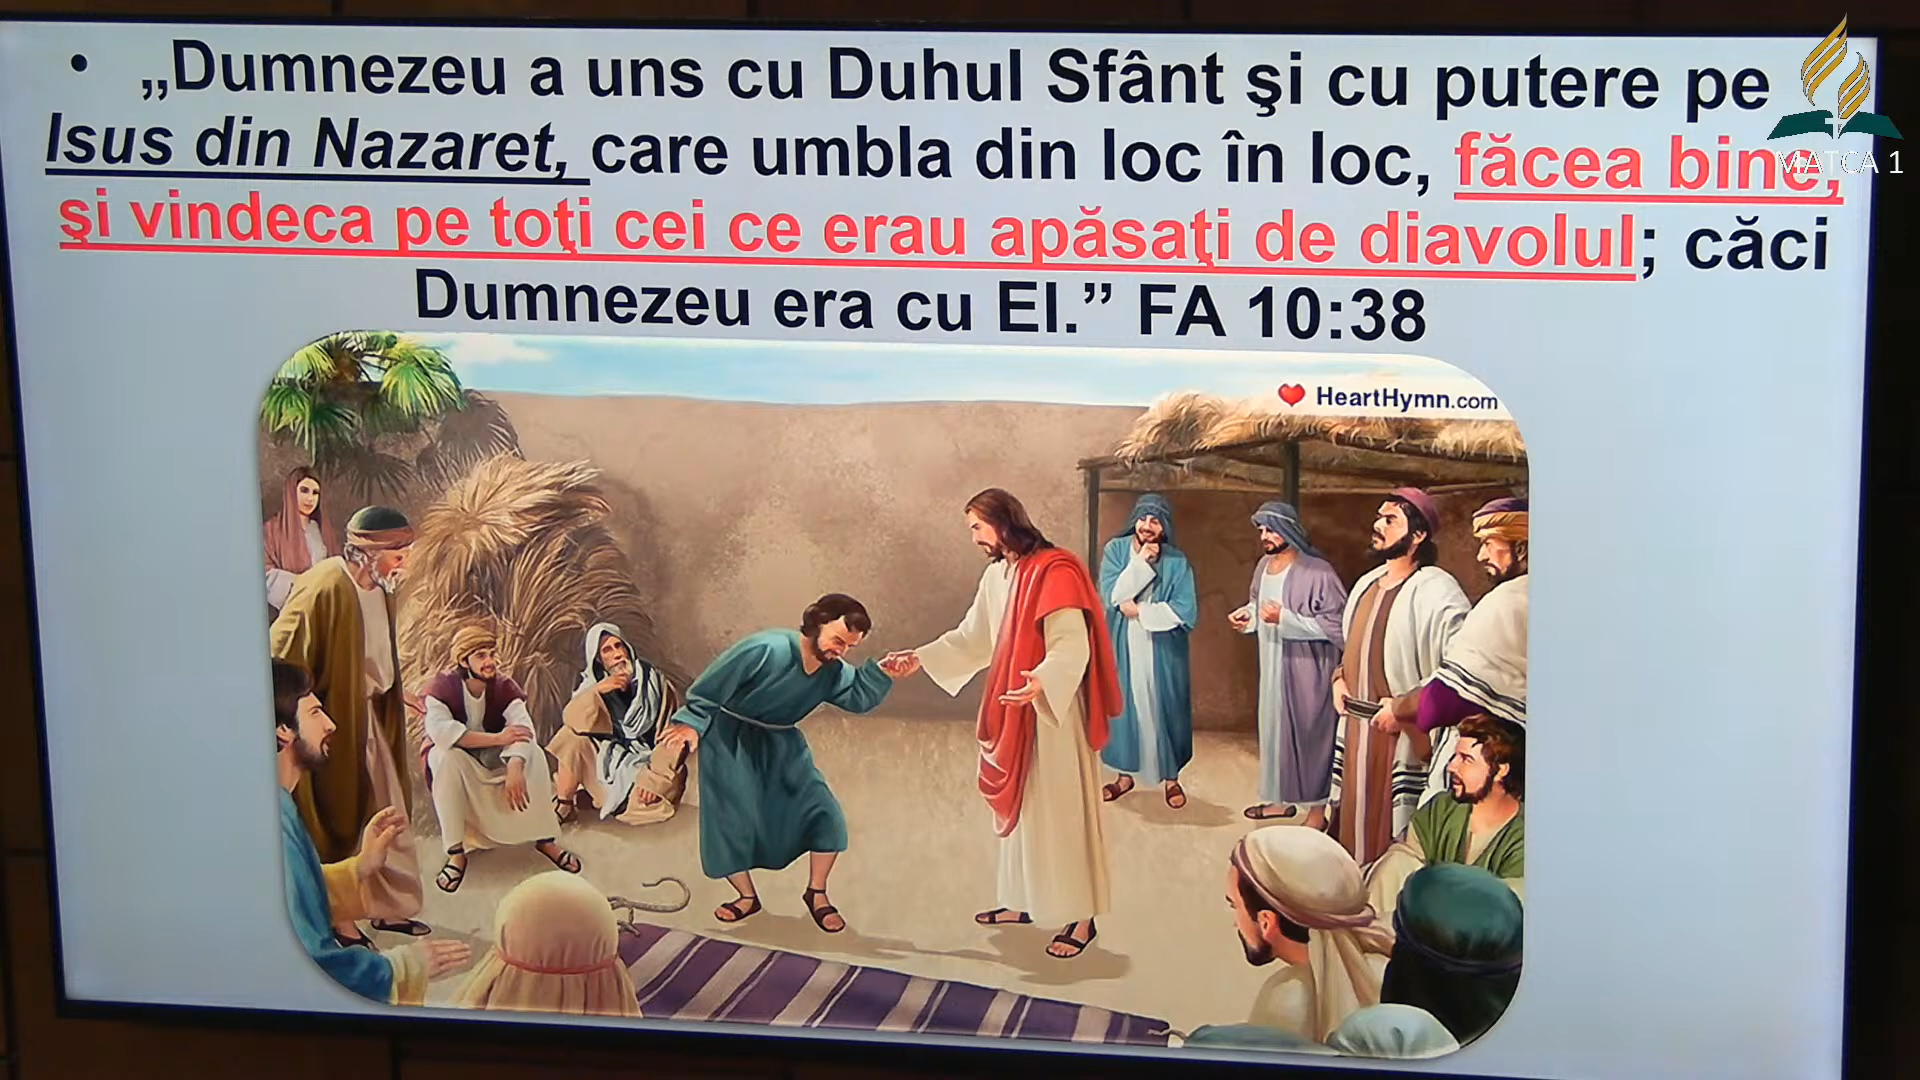 • „Dumnezeu a uns cu Duhul Sfânt şi cu putere pe
Isus din Nazaret, care umbla din loc în loc, făcea bine,
şi vindeca pe toţi cei ce erau apăsaţi de diavolul; căci
Dumnezeu era cu El.” FA 10:38
HeartHymn.com
MATCA 1